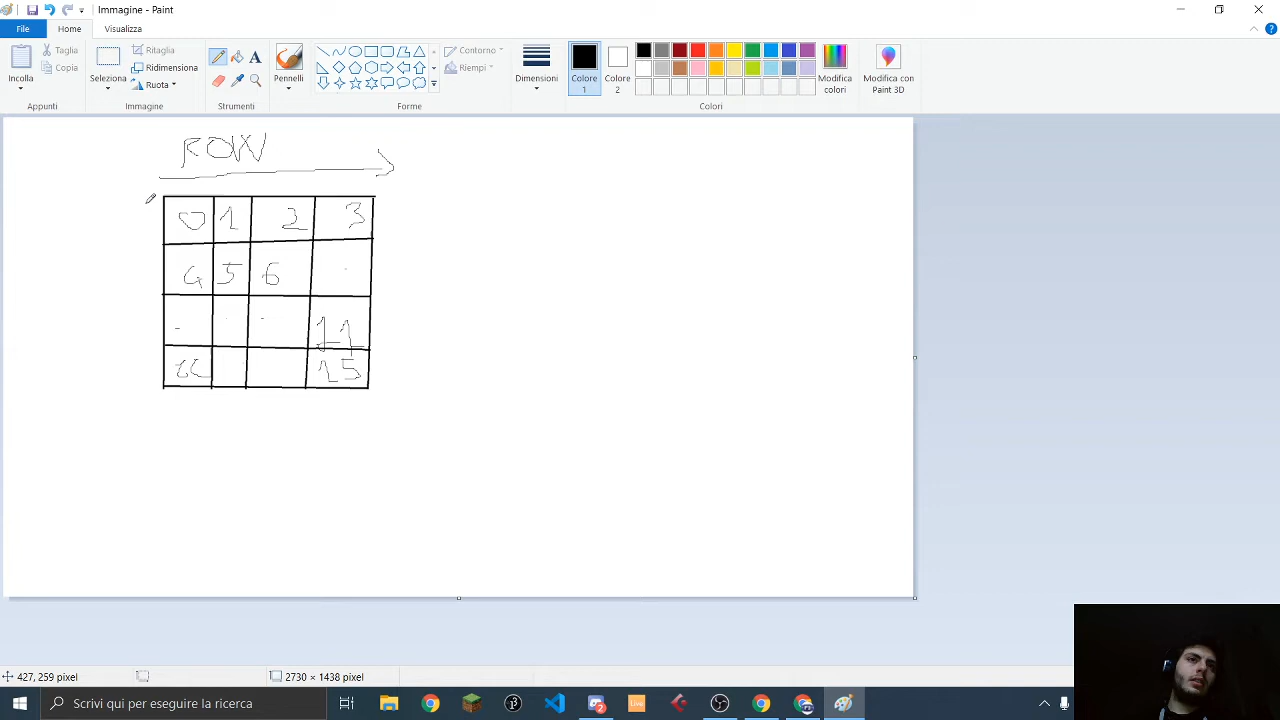 Immagine - Paint
File Home Visualizza
Incolla Taglia Copia Appunti
Seleziona Ritaglia Ridimensiona Ruota Immagine
A Strumenti
Pennelli
Contorno Riempi Forme
Dimensioni
Colore 1 Colore 2
Modifica colori Colori
Modifica con Paint 3D
ROW
0 1 2 3
4 5 6
11
15
427, 259 pixel 2730 × 1438 pixel
Scrivi qui per eseguire la ricerca
Live